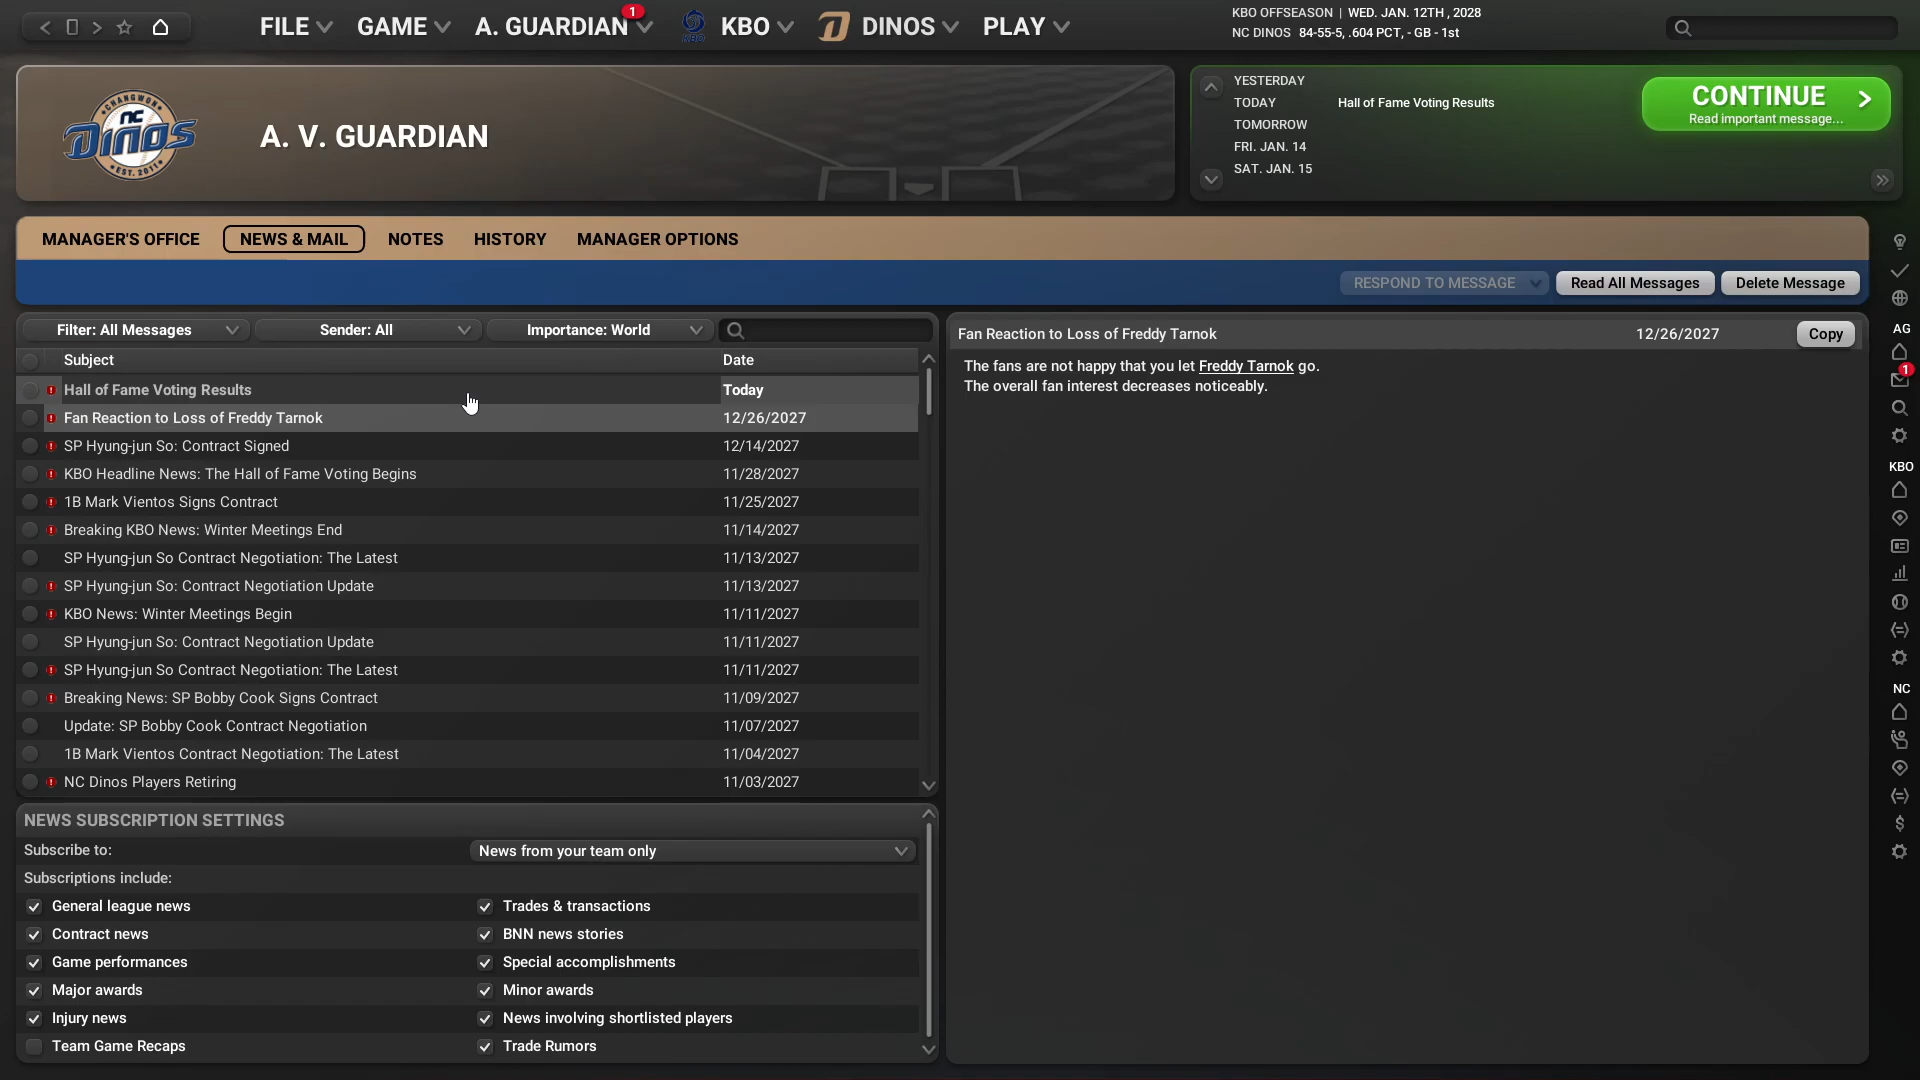 FILE GAME A. GUARDIAN 1 KBO DINOS PLAY
KBO OFFSEASON | WED. JAN. 12TH , 2028
NC DINOS 84-55-5, .604 PCT, - GB - 1st
CHANGWON
NC
DINOS
EST. 2011
A. V. GUARDIAN
YESTERDAY
TODAY Hall of Fame Voting Results
TOMORROW
FRI. JAN. 14
SAT. JAN. 15
CONTINUE
Read important message...
MANAGER'S OFFICE NEWS & MAIL NOTES HISTORY MANAGER OPTIONS
RESPOND TO MESSAGE Read All Messages Delete Message
Filter: All Messages Sender: All Importance: World
Subject Date
Hall of Fame Voting Results Today
Fan Reaction to Loss of Freddy Tarnok 12/26/2027
SP Hyung-jun So: Contract Signed 12/14/2027
KBO Headline News: The Hall of Fame Voting Begins 11/28/2027
1B Mark Vientos Signs Contract 11/25/2027
Breaking KBO News: Winter Meetings End 11/14/2027
SP Hyung-jun So Contract Negotiation: The Latest 11/13/2027
SP Hyung-jun So: Contract Negotiation Update 11/13/2027
KBO News: Winter Meetings Begin 11/11/2027
SP Hyung-jun So: Contract Negotiation Update 11/11/2027
SP Hyung-jun So Contract Negotiation: The Latest 11/11/2027
Breaking News: SP Bobby Cook Signs Contract 11/09/2027
Update: SP Bobby Cook Contract Negotiation 11/07/2027
1B Mark Vientos Contract Negotiation: The Latest 11/04/2027
NC Dinos Players Retiring 11/03/2027
Fan Reaction to Loss of Freddy Tarnok 12/26/2027 Copy
The fans are not happy that you let Freddy Tarnok go.
The overall fan interest decreases noticeably.
NEWS SUBSCRIPTION SETTINGS
Subscribe to: News from your team only
Subscriptions include:
General league news Trades & transactions
Contract news BNN news stories
Game performances Special accomplishments
Major awards Minor awards
Injury news News involving shortlisted players
Team Game Recaps Trade Rumors
AG
1
KBO
NC